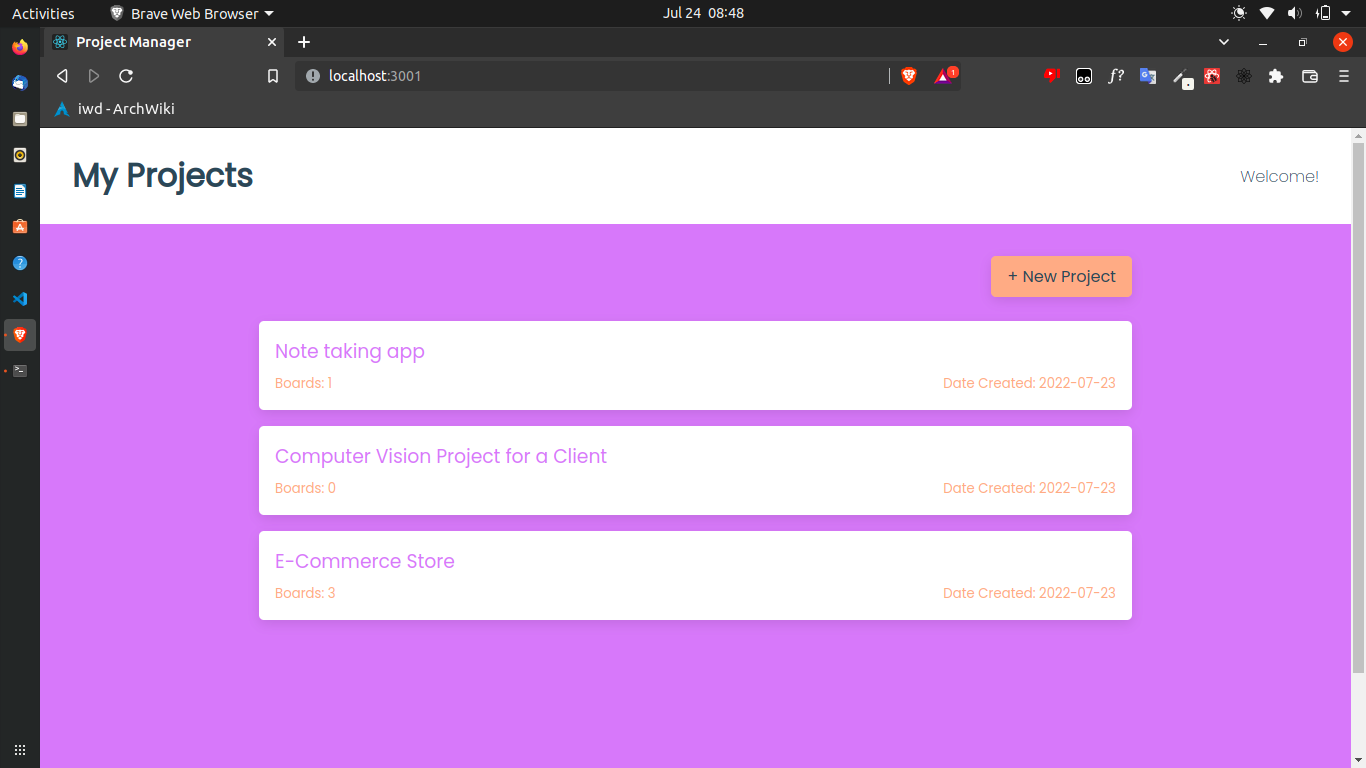 Activities Brave Web Browser Jul 24 08:48
Project Manager
localhost:3001 1 f?
iwd - ArchWiki
My Projects Welcome!
+ New Project
Note taking app
Boards: 1 Date Created: 2022-07-23
Computer Vision Project for a Client
Boards: 0 Date Created: 2022-07-23
E-Commerce Store
Boards: 3 Date Created: 2022-07-23